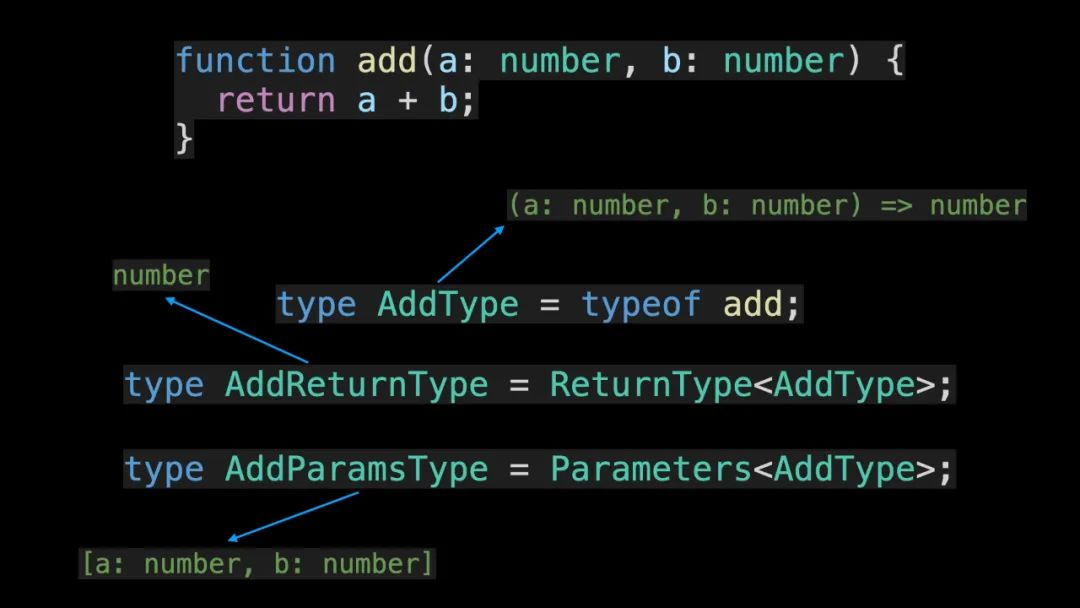 function add(a: number, b: number) {
  return a + b;
}
(a: number, b: number) => number
number
type AddType = typeof add;
type AddReturnType = ReturnType<AddType>;
type AddParamsType = Parameters<AddType>;
[a: number, b: number]